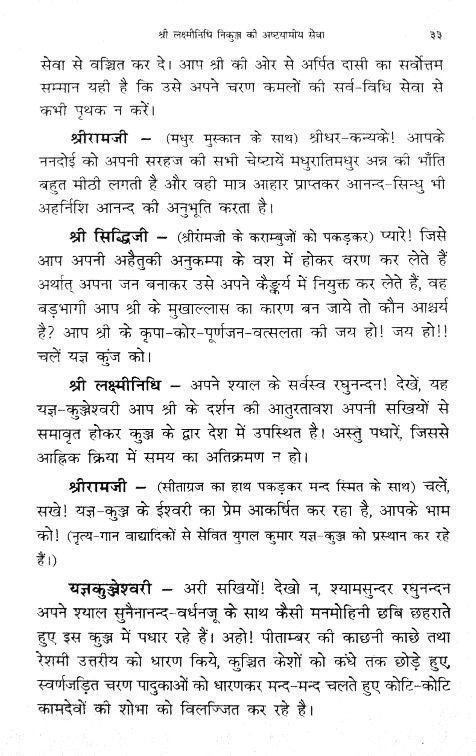 श्री लक्ष्मीनिधि निकुञ्ज की अष्टयामीय सेवा ३३
सेवा से वञ्चित कर दे। आप श्री की ओर से अर्पित दासी का सर्वोत्तम
सम्मान यही है कि उसे अपने चरण कमलों की सर्व-विधि सेवा से
कभी पृथक न करें।
श्रीरामजी – (मधुर मुस्कान के साथ) श्रीधर-कन्यके! आपके
ननदोई को अपनी सरहज की सभी चेष्टायें मधुरातिमधुर अन्न की भाँति
बहुत मीठी लगती है और वही मात्र आहार प्राप्तकर आनन्द-सिन्धु भी
अहर्निशि आनन्द की अनुभूति करता है।
श्री सिद्धिजी – (श्रीरामजी के कराम्बुजों को पकड़कर) प्यारे! जिसे
आप अपनी अहैतुकी अनुकम्पा के वश में होकर वरण कर लेते हैं
अर्थात् अपना जन बनाकर उसे अपने कैङ्कर्य में नियुक्त कर लेते हैं, वह
बड़भागी आप श्री के मुखाल्लास का कारण बन जाये तो कौन आश्चर्य
है? आप श्री के कृपा-कोर-पूर्णजन-वत्सलता की जय हो! जय हो!!
चलें यज्ञ कुंज को।
श्री लक्ष्मीनिधि – अपने श्याल के सर्वस्व रघुनन्दन! देखें, यह
यज्ञ-कुञ्जेश्वरी आप श्री के दर्शन की आतुरतावश अपनी सखियों से
समावृत होकर कुञ्ज के द्वार देश में उपस्थित है। अस्तु पधारें, जिससे
आह्निक क्रिया में समय का अतिक्रमण न हो।
श्रीरामजी – (सीताग्रज का हाथ पकड़कर मन्द स्मित के साथ) चलें,
सखे! यज्ञ-कुञ्ज के ईश्वरी का प्रेम आकर्षित कर रहा है, आपके भाम
को! (नृत्य-गान वाद्यादिकों से सेवित युगल कुमार यज्ञ-कुञ्ज को प्रस्थान कर रहे
हैं।)
यज्ञकुञ्जेश्वरी – अरी सखियों! देखो न, श्यामसुन्दर रघुनन्दन
अपने श्याल सुनैनानन्द-वर्धनजू के साथ कैसी मनमोहिनी छबि छहराते
हुए इस कुञ्ज में पधार रहे हैं। अहो! पीताम्बर की काछनी काछे तथा
रेशमी उत्तरीय को धारण किये, कुञ्चित केशों को कंधे तक छोड़े हुए,
स्वर्णजड़ित चरण पादुकाओं को धारणकर मन्द-मन्द चलते हुए कोटि-कोटि
कामदेवों की शोभा को विलज्जित कर रहे है।